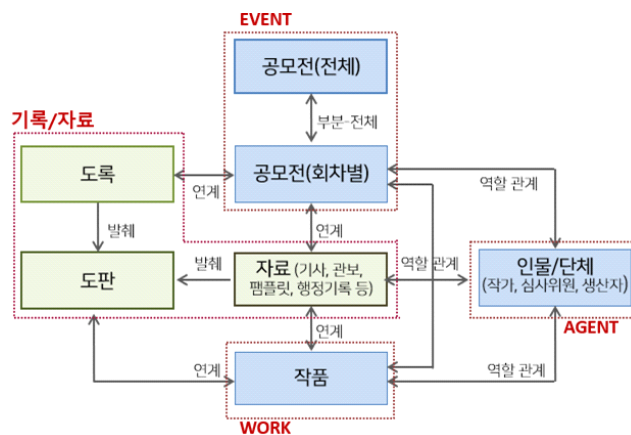 EVENT
공모전(전체)
부분-전체
기록/자료
도록
연계
공모전(회차별)
역할 관계
발췌
연계
도판
발췌
자료 (기사, 관보,
팸플릿, 행정기록 등)
역할 관계
인물/단체
(작가, 심사위원, 생산자)
AGENT
연계
연계
작품
역할 관계
WORK